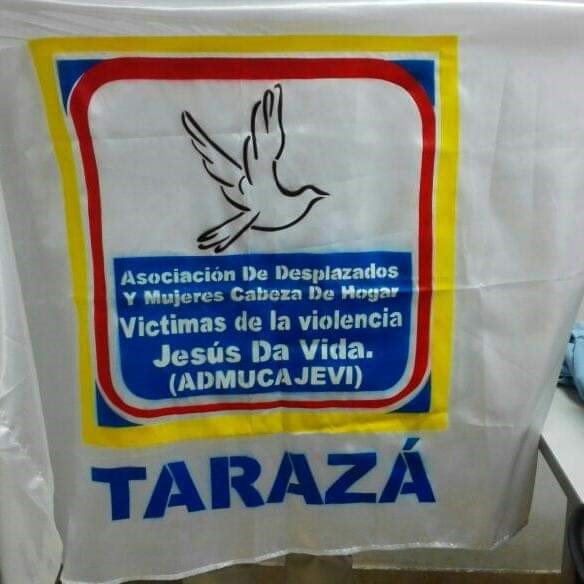 Asociación De Desplazados
Y Mujeres Cabeza De Hogar
Victimas de la violencia
Jesús Da Vida.
(ADMUCAJEVI)
TARAZÁ